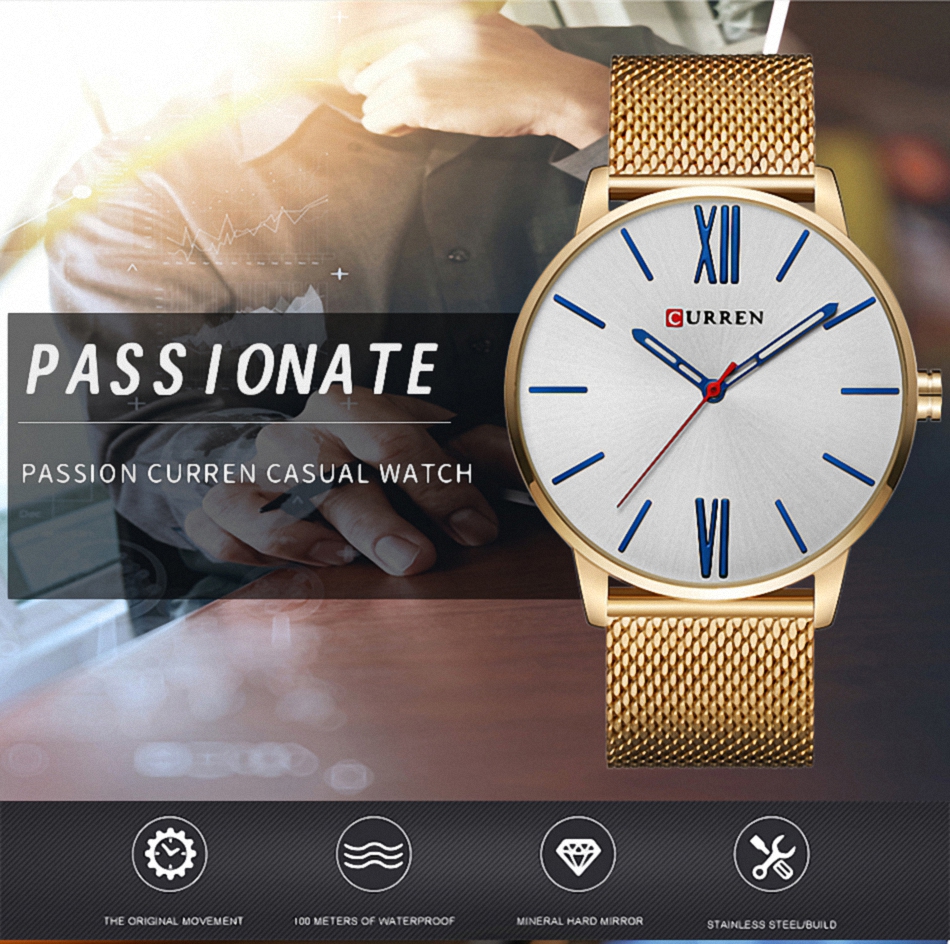 XII
CURREN
PASSIONATE
PASSION CURREN CASUAL WATCH
VI
THE ORIGINAL MOVEMENT
100 METERS OF WATERPROOF
MINERAL HARD MIRROR
STAINLESS STEEL/BUILD